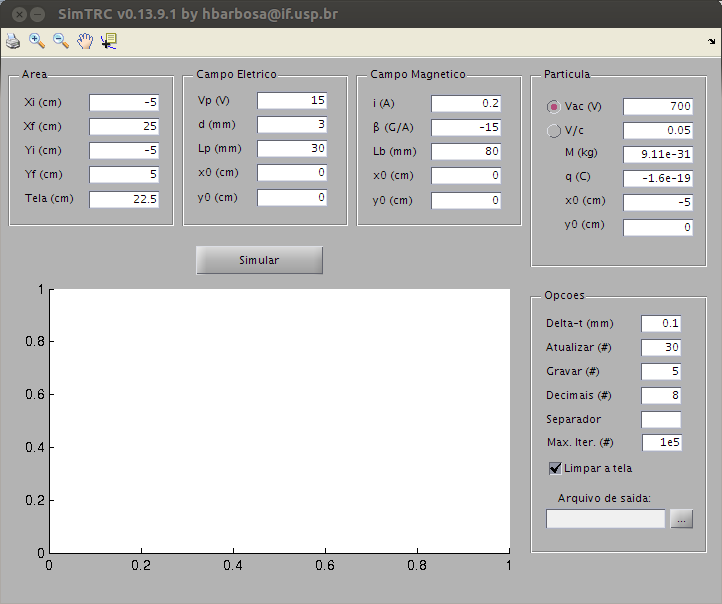 SimTRC v0.13.9.1 by hbarbosa@if.usp.br
Area
Xi (cm) -5
Xf (cm) 25
Yi (cm) -5
Yf (cm) 5
Tela (cm) 22.5
Campo Eletrico
Vp (V) 15
d (mm) 3
Lp (mm) 30
x0 (cm) 0
y0 (cm) 0
Campo Magnetico
i (A) 0.2
β (G/A) -15
Lb (mm) 80
x0 (cm) 0
y0 (cm) 0
Particula
Vac (V) 700
V/c 0.05
M (kg) 9.11e-31
q (C) -1.6e-19
x0 (cm) -5
y0 (cm) 0
Simular
1
0.8
0.6
0.4
0.2
0
0 0.2 0.4 0.6 0.8 1
Opcoes
Delta-t (mm) 0.1
Atualizar (#) 30
Gravar (#) 5
Decimais (#) 8
Separador
Max. Iter. (#) 1e5
Limpar a tela
Arquivo de saida:
...